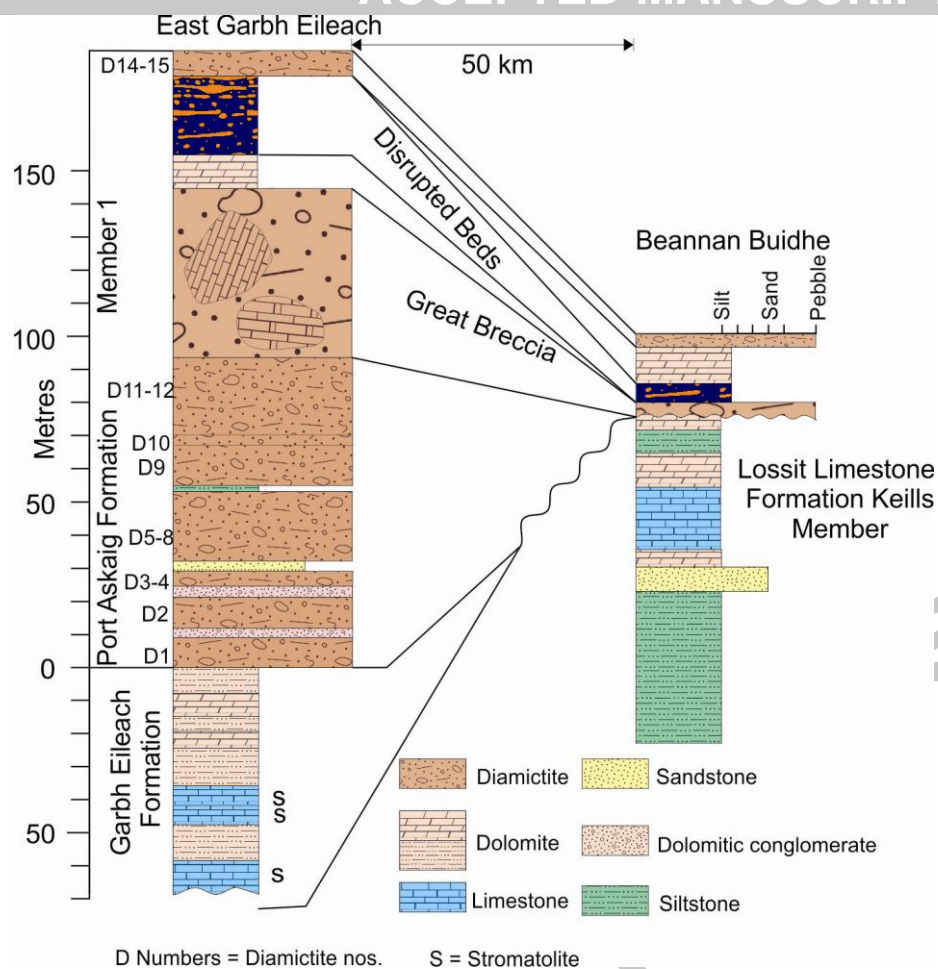 ACCEPTED MANUSCRIPT
East Garbh Eileach
50 km
D14-15
150
Disrupted Beds
Member 1
Beannan Buidhe
Silt
Sand
Pebble
Great Breccia
100
D11-12
Metres
D10
D9
Lossit Limestone
Formation Keills
Member
50
D5-8
Port Askaig Formation
D3-4
D2
D1
0
Garbh Eileach
Formation
S
S
50
S
Diamictite
Sandstone
Dolomite
Dolomitic conglomerate
Limestone
Siltstone
D Numbers = Diamictite nos.
S = Stromatolite